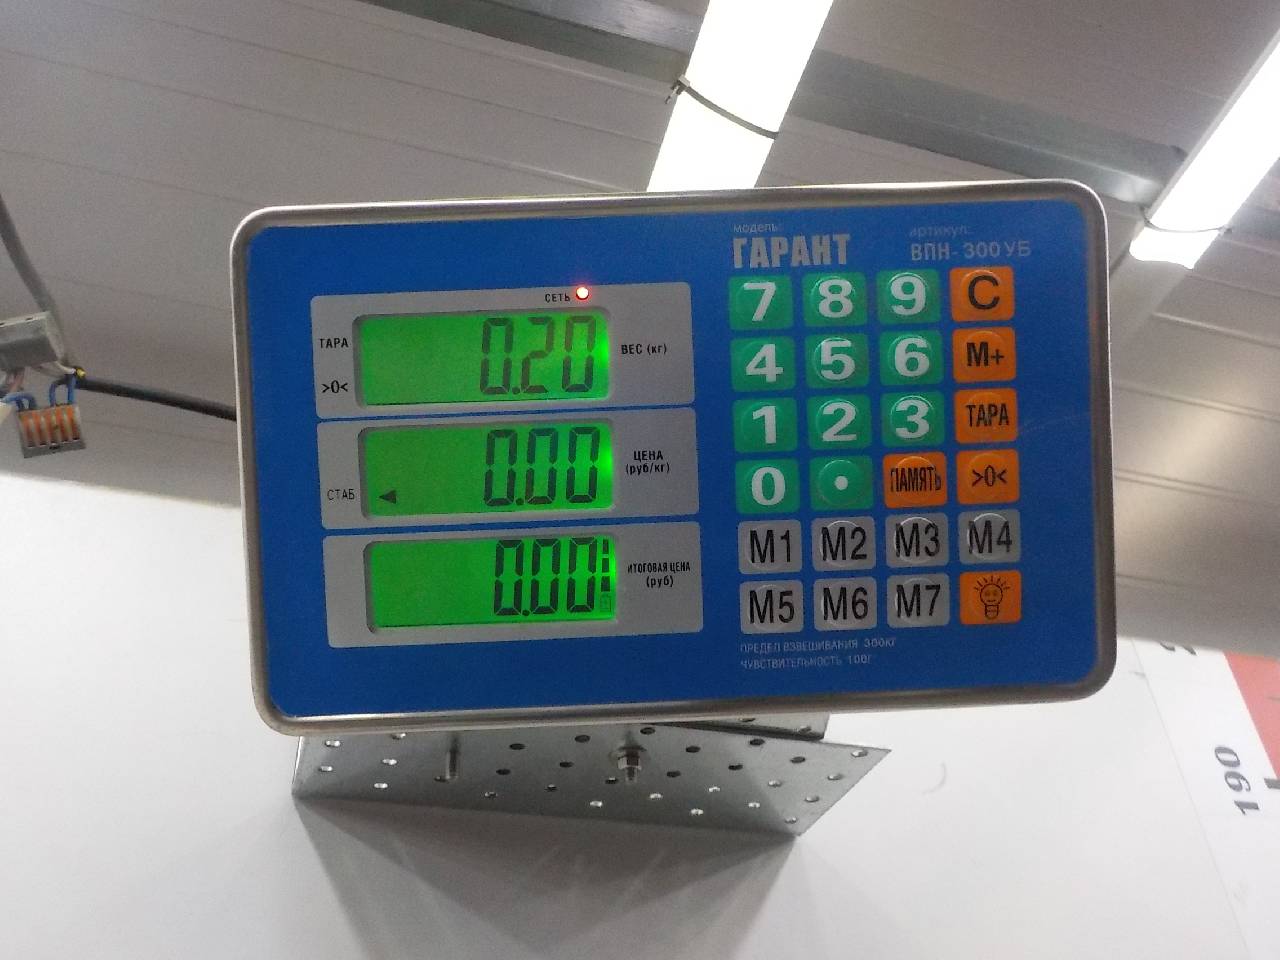 модель:
ГАРАНТ
артикул:
ВПН-300УБ
СЕТЬ
ТАРА
>0<
0.20
ВЕС (кг)
СТАБ
0.00
ЦЕНА
(руб/кг)
0.00
ИТОГОВАЯ ЦЕНА
(руб)
7 8 9 C
4 5 6 M+
1 2 3 ТАРА
0 . ПАМЯТЬ >0<
M1 M2 M3 M4
M5 M6 M7
ПРЕДЕЛ ВЗВЕШИВАНИЯ 300КГ
ЧУВСТВИТЕЛЬНОСТЬ 100Г
190